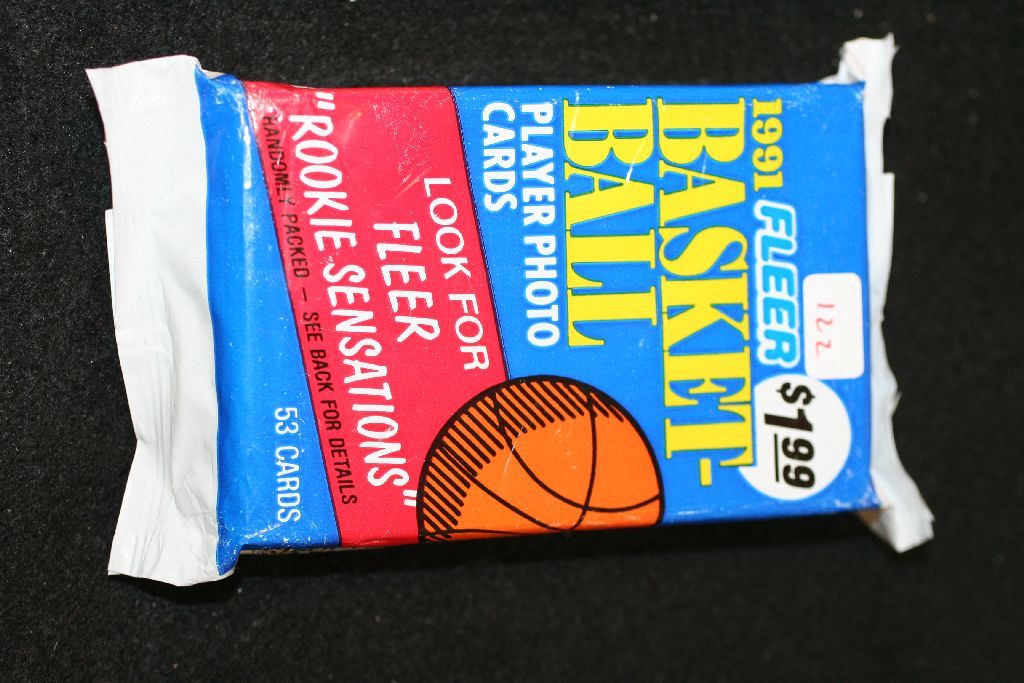 122
1991 FLEER
$1.99
BASKET-
BALL
PLAYER PHOTO
CARDS
LOOK FOR
FLEER
"ROOKIE SENSATIONS"
RANDOMLY PACKED – SEE BACK FOR DETAILS
53 CARDS